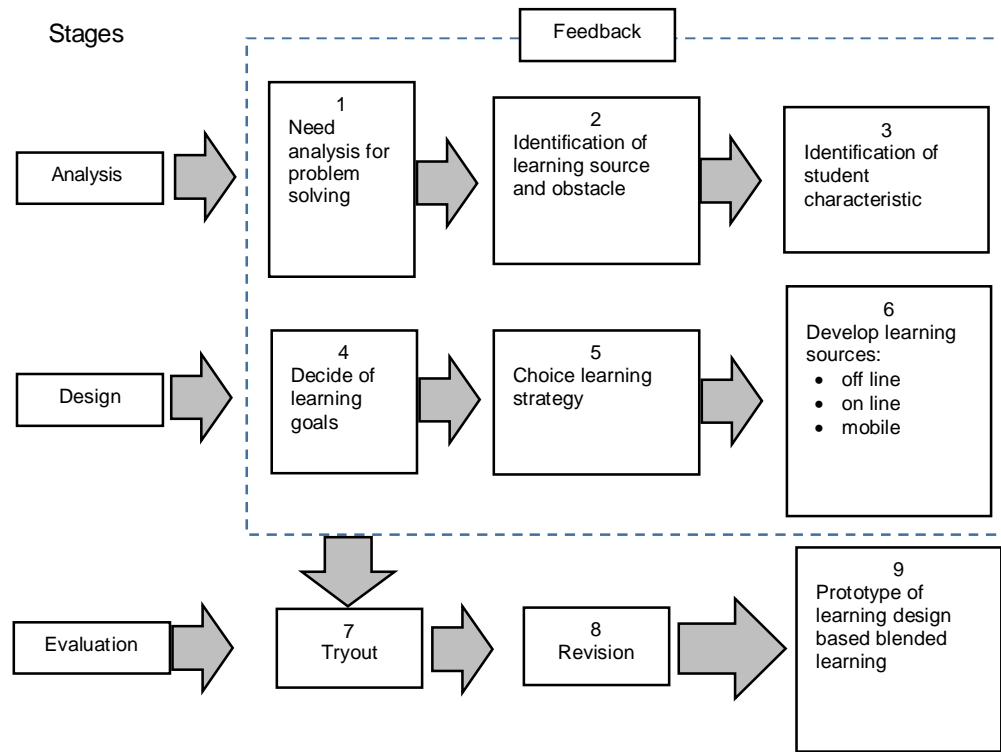 Stages
Feedback
Analysis
1
Need
analysis for
problem
solving
2
Identification of
learning source
and obstacle
3
Identification of
student
characteristic
Design
4
Decide of
learning
goals
5
Choice learning
strategy
6
Develop learning
sources:
• off line
• on line
• mobile
Evaluation
7
Tryout
8
Revision
9
Prototype of
learning design
based blended
learning